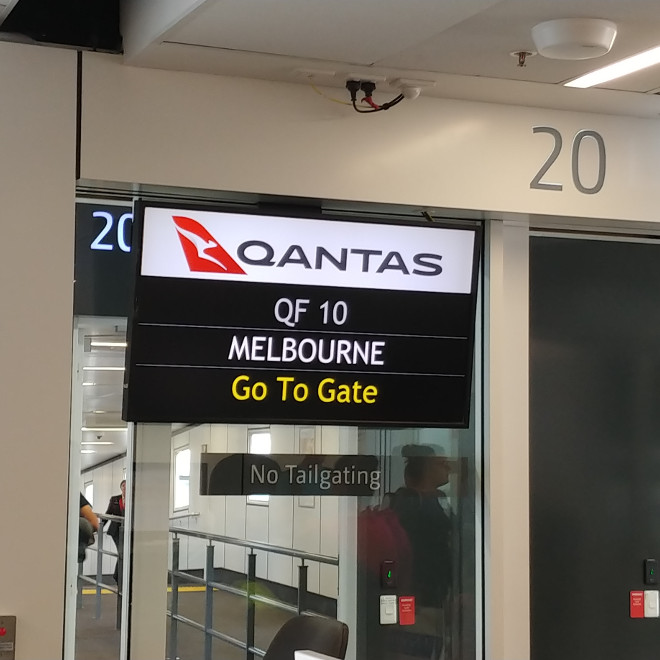 20
20
QANTAS
QF 10
MELBOURNE
Go To Gate
No Tailgating